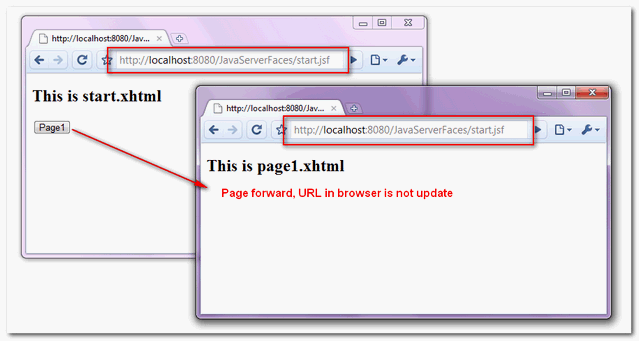 http://localhost:8080/Jav...
http://localhost:8080/JavaServerFaces/start.jsf
This is start.xhtml
Page1
http://localhost:8080/Jav...
http://localhost:8080/JavaServerFaces/start.jsf
This is page1.xhtml
Page forward, URL in browser is not update